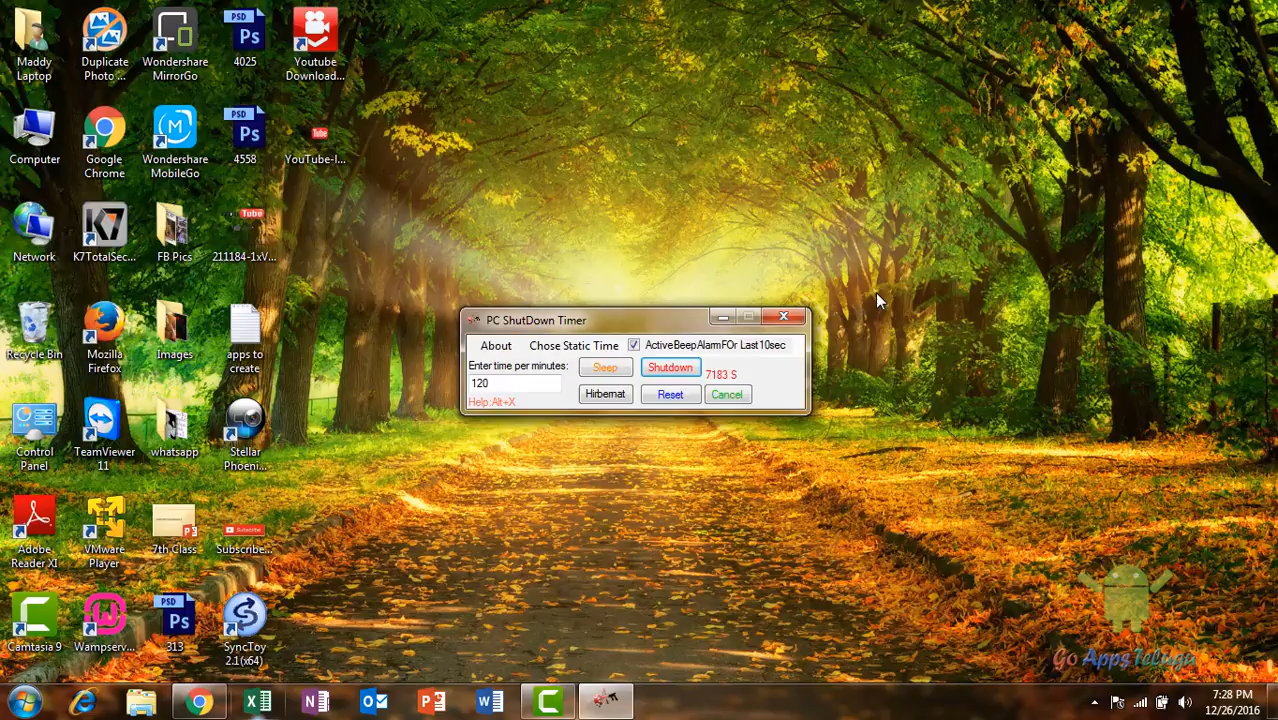 Maddy
Laptop
Duplicate
Photo ...
Wondershare
MirrorGo
PSD
Ps
4025
Youtube
Download...
Computer
Google
Chrome
M
Wondershare
MobileGo
PSD
Ps
4558
Tube
YouTube-I...
Network
K7
K7TotalSec...
FB Pics
Tube
211184-1xV...
Recycle Bin
Mozilla
Firefox
Images
apps to
create
Control
Panel
TeamViewer
11
whatsapp
Stellar
Phoeni...
Adobe
Reader XI
VMware
Player
7th Class
Subscribe
Subscribe...
Camtasia 9
Wampserv...
PSD
Ps
313
SyncToy
2.1(x64)
PC ShutDown Timer
About
Chose Static Time
ActiveBeepAlarmFOr Last10sec
Enter time per minutes:
Sleep
Shutdown
7183 S
120
Hirbernat
Reset
Cancel
Help:Alt+X
Go Apps Telugu
7:28 PM
12/26/2016